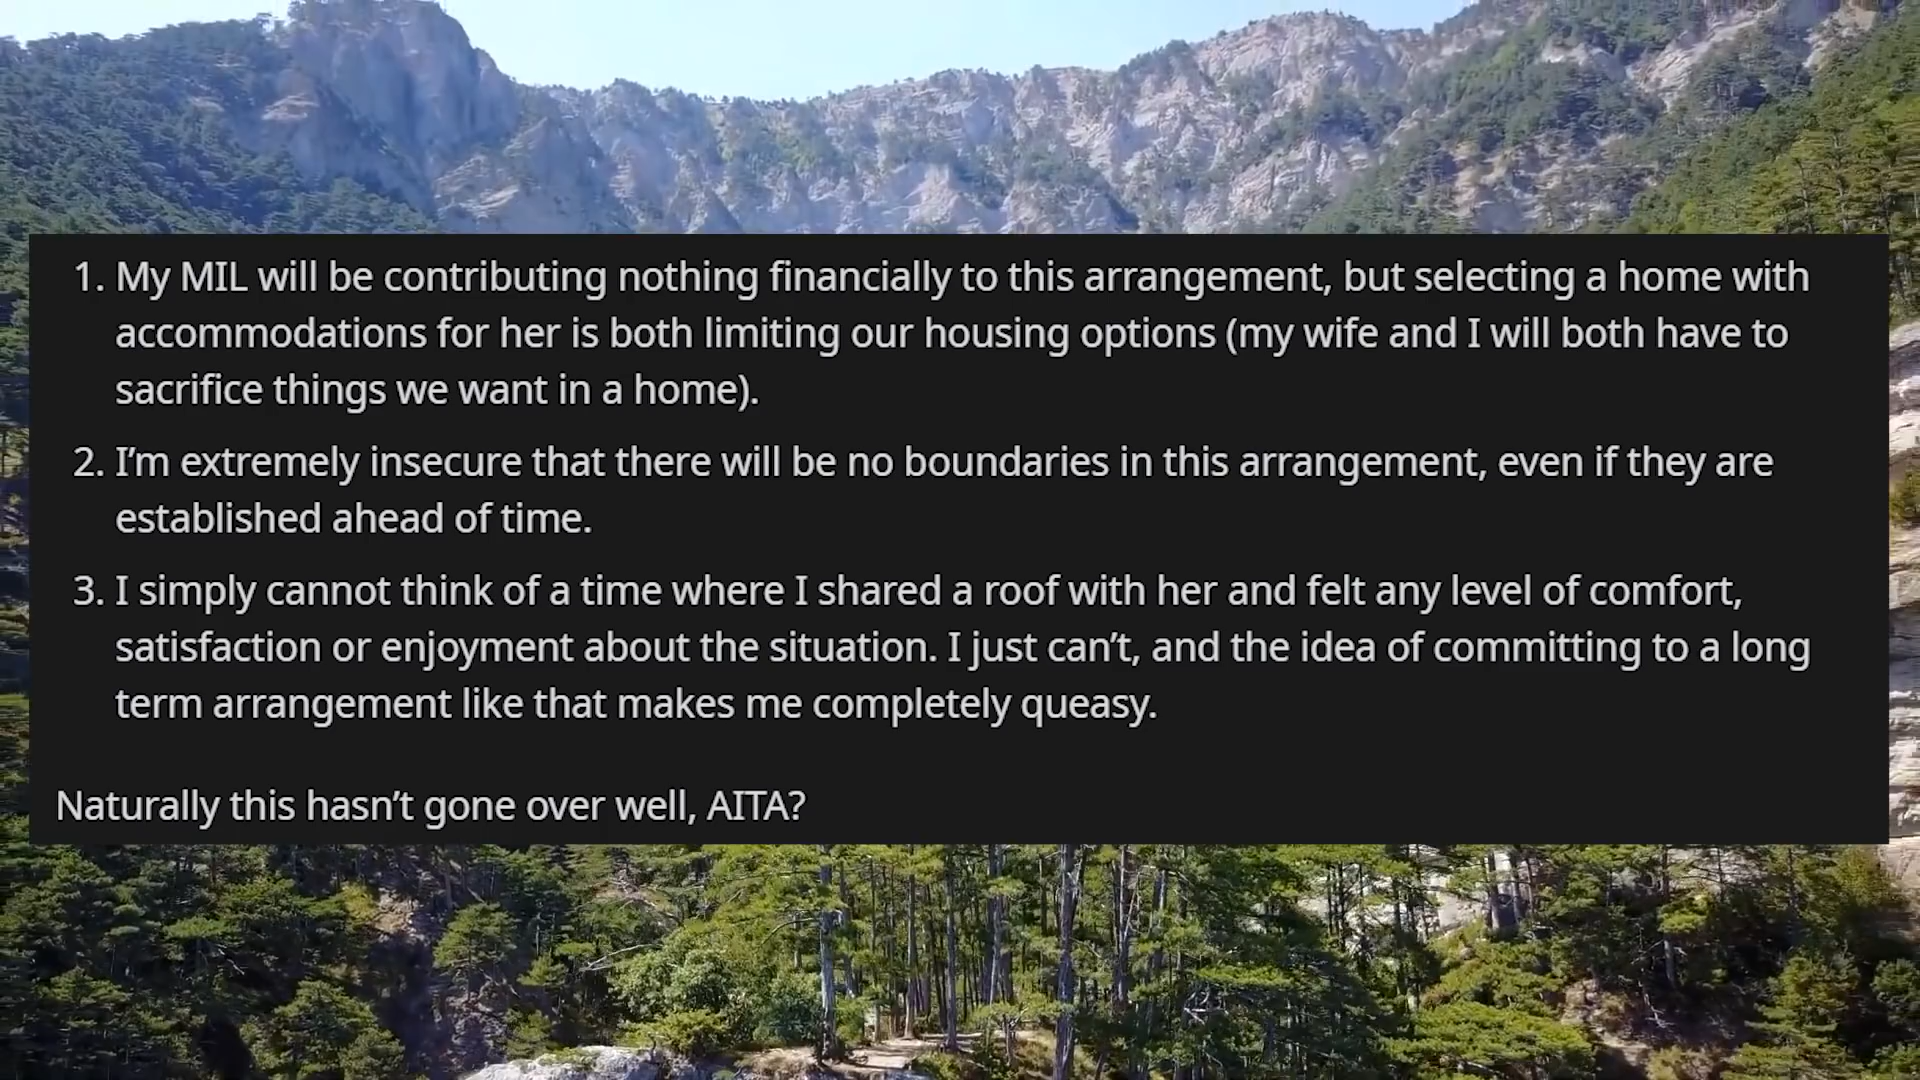 1. My MIL will be contributing nothing financially to this arrangement, but selecting a home with
accommodations for her is both limiting our housing options (my wife and I will both have to
sacrifice things we want in a home).
2. I’m extremely insecure that there will be no boundaries in this arrangement, even if they are
established ahead of time.
3. I simply cannot think of a time where I shared a roof with her and felt any level of comfort,
satisfaction or enjoyment about the situation. I just can’t, and the idea of committing to a long
term arrangement like that makes me completely queasy.
Naturally this hasn’t gone over well, AITA?